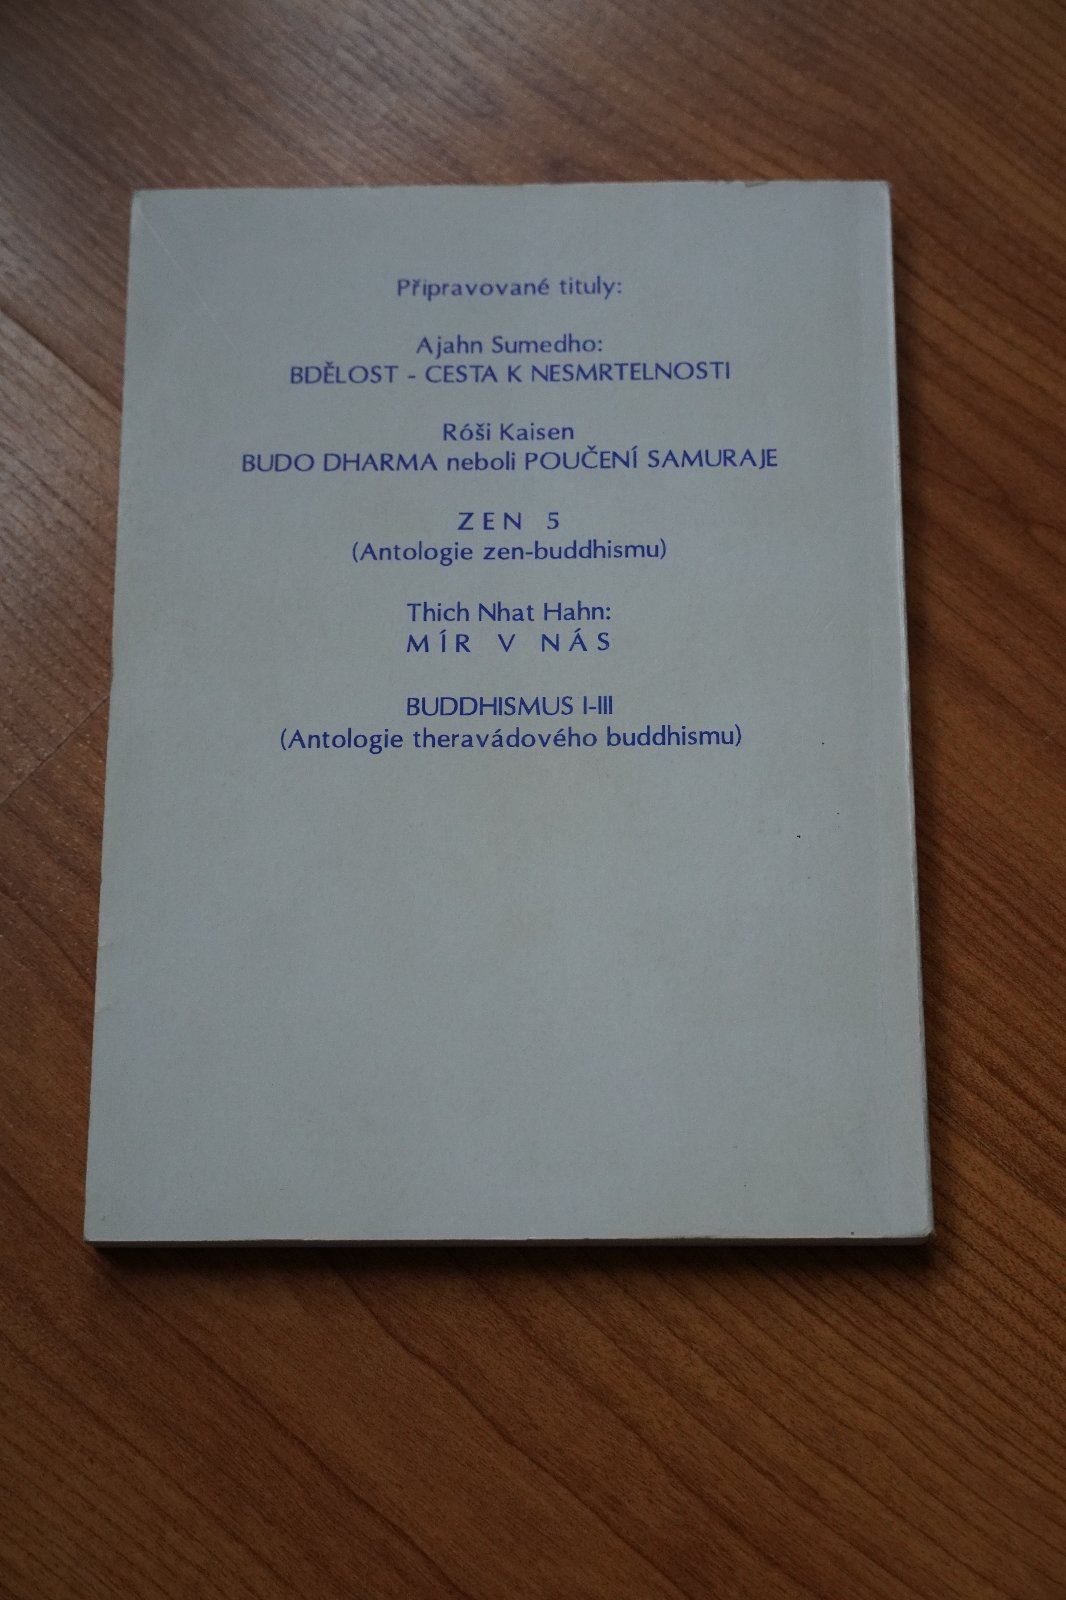 Připravované tituly:
Ajahn Sumedho:
BDĚLOST - CESTA K NESMRTELNOSTI
Róši Kaisen
BUDO DHARMA neboli POUČENÍ SAMURAJE
ZEN 5
(Antologie zen-buddhismu)
Thich Nhat Hahn:
MÍR V NÁS
BUDDHISMUS I-III
(Antologie theravádového buddhismu)